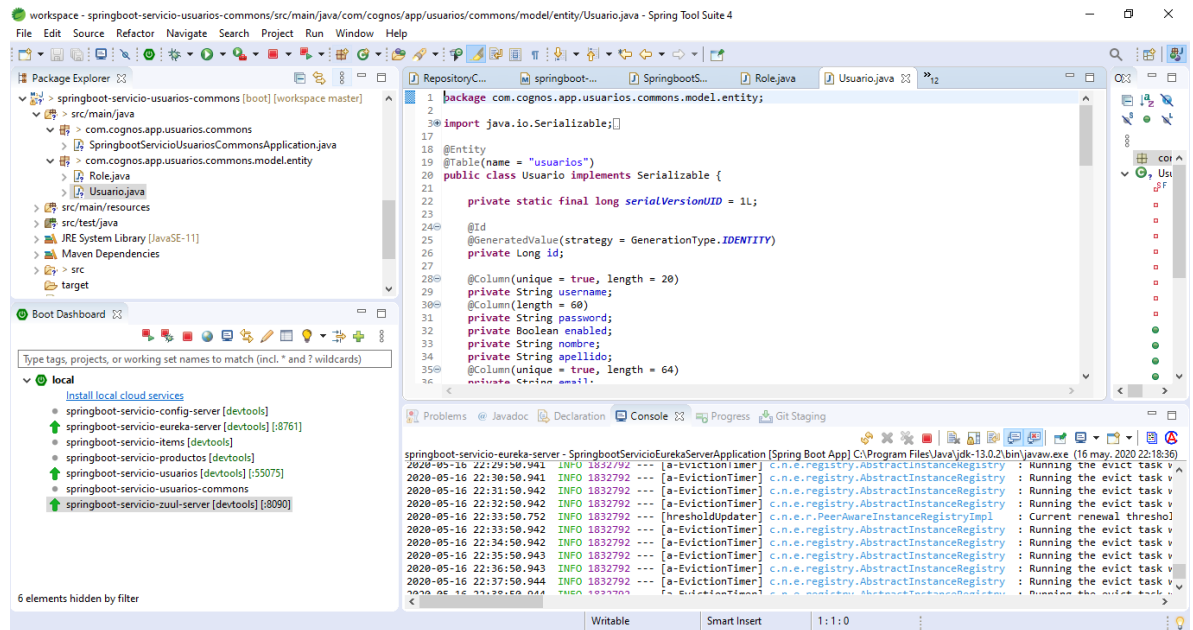 workspace - springboot-servicio-usuarios-commons/src/main/java/com/cognos/app/usuarios/commons/model/entity/Usuario.java - Spring Tool Suite 4
File Edit Source Refactor Navigate Search Project Run Window Help
Package Explorer
> springboot-servicio-usuarios-commons [boot] [workspace master]
> src/main/java
> com.cognos.app.usuarios.commons
SpringbootServicioUsuariosCommonsApplication.java
> com.cognos.app.usuarios.commons.model.entity
> Role.java
Usuario.java
src/main/resources
src/test/java
JRE System Library [JavaSE-11]
Maven Dependencies
> src
target
Boot Dashboard
Type tags, projects, or working set names to match (incl. * and ? wildcards)
local
Install local cloud services
springboot-servicio-config-server [devtools]
springboot-servicio-eureka-server [devtools] [:8761]
springboot-servicio-items [devtools]
springboot-servicio-productos [devtools]
springboot-servicio-usuarios [devtools] [:55075]
springboot-servicio-usuarios-commons
springboot-servicio-zuul-server [devtools] [:8090]
6 elements hidden by filter
RepositoryC... springboot-... SpringbootS... Role.java Usuario.java »12
1 package com.cognos.app.usuarios.commons.model.entity;
2
3 import java.io.Serializable;
17
18 @Entity
19 @Table(name = "usuarios")
20 public class Usuario implements Serializable {
21
22 private static final long serialVersionUID = 1L;
23
24 @Id
25 @GeneratedValue(strategy = GenerationType.IDENTITY)
26 private Long id;
27
28 @Column(unique = true, length = 20)
29 private String username;
30 @Column(length = 60)
31 private String password;
32 private Boolean enabled;
33 private String nombre;
34 private String apellido;
35 @Column(unique = true, length = 64)
36 private String email;
Problems Javadoc Declaration Console Progress Git Staging
springboot-servicio-eureka-server - SpringbootServicioEurekaServerApplication [Spring Boot App] C:\Program Files\Java\jdk-13.0.2\bin\javaw.exe (16 may. 2020 22:18:36)
2020-05-16 22:29:50.941 INFO 1832792 --- [a-EvictionTimer] c.n.e.registry.AbstractInstanceRegistry : Running the evict task
2020-05-16 22:30:50.941 INFO 1832792 --- [a-EvictionTimer] c.n.e.registry.AbstractInstanceRegistry : Running the evict task
2020-05-16 22:31:50.942 INFO 1832792 --- [a-EvictionTimer] c.n.e.registry.AbstractInstanceRegistry : Running the evict task
2020-05-16 22:32:50.942 INFO 1832792 --- [a-EvictionTimer] c.n.e.registry.AbstractInstanceRegistry : Running the evict task
2020-05-16 22:33:50.752 INFO 1832792 --- [hresholdUpdater] c.n.e.r.PeerAwareInstanceRegistryImpl : Current renewal threshol
2020-05-16 22:33:50.942 INFO 1832792 --- [a-EvictionTimer] c.n.e.registry.AbstractInstanceRegistry : Running the evict task
2020-05-16 22:34:50.942 INFO 1832792 --- [a-EvictionTimer] c.n.e.registry.AbstractInstanceRegistry : Running the evict task
2020-05-16 22:35:50.943 INFO 1832792 --- [a-EvictionTimer] c.n.e.registry.AbstractInstanceRegistry : Running the evict task
2020-05-16 22:36:50.943 INFO 1832792 --- [a-EvictionTimer] c.n.e.registry.AbstractInstanceRegistry : Running the evict task
2020-05-16 22:37:50.944 INFO 1832792 --- [a-EvictionTimer] c.n.e.registry.AbstractInstanceRegistry : Running the evict task
Writable Smart Insert 1 : 1 : 0